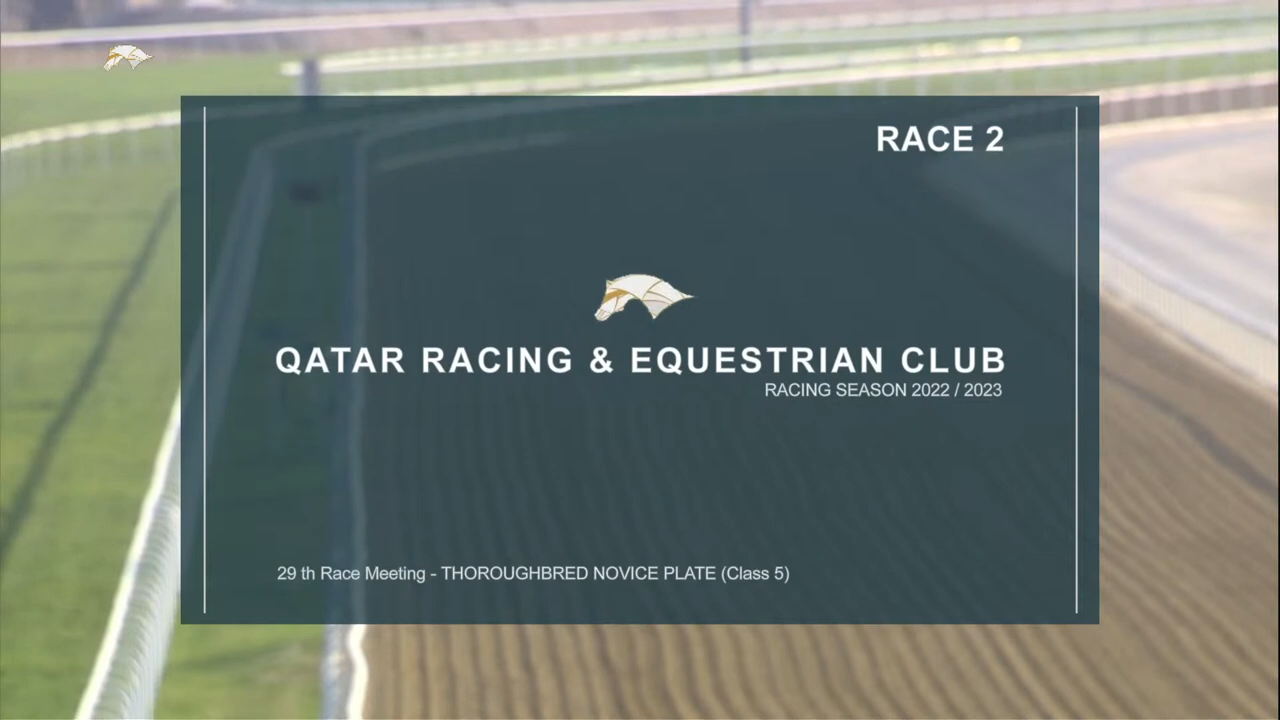 RACE 2
QATAR RACING & EQUESTRIAN CLUB
RACING SEASON 2022 / 2023
29 th Race Meeting - THOROUGHBRED NOVICE PLATE (Class 5)